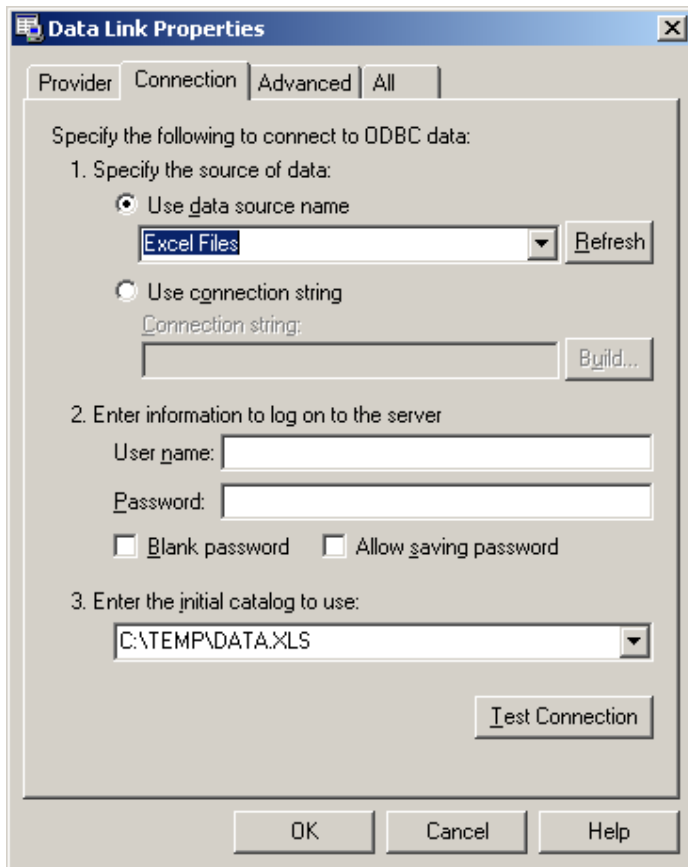 Data Link Properties
Provider Connection Advanced All
Specify the following to connect to ODBC data:
1. Specify the source of data:
Use data source name
Excel Files Refresh
Use connection string
Connection string:
Build...
2. Enter information to log on to the server
User name:
Password:
Blank password Allow saving password
3. Enter the initial catalog to use:
C:\TEMP\DATA.XLS
Test Connection
OK Cancel Help